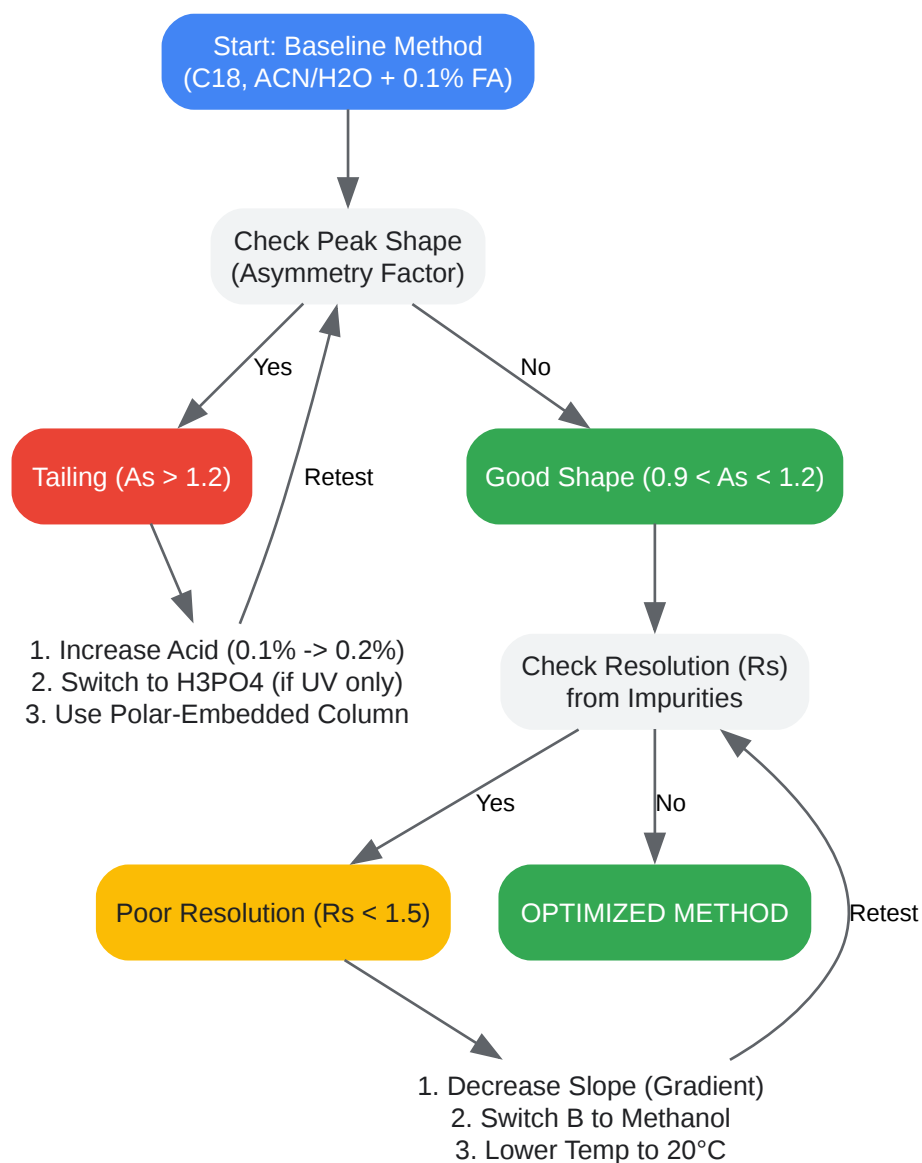 Start: Baseline Method
(C18, ACN/H2O + 0.1% FA)
Check Peak Shape
(Asymmetry Factor)
Yes
No
Tailing (As > 1.2)
Retest
Good Shape (0.9 < As < 1.2)
1. Increase Acid (0.1% -> 0.2%)
2. Switch to H3PO4 (if UV only)
3. Use Polar-Embedded Column
Check Resolution (Rs)
from Impurities
Yes
No
Poor Resolution (Rs < 1.5)
OPTIMIZED METHOD
Retest
1. Decrease Slope (Gradient)
2. Switch B to Methanol
3. Lower Temp to 20°C